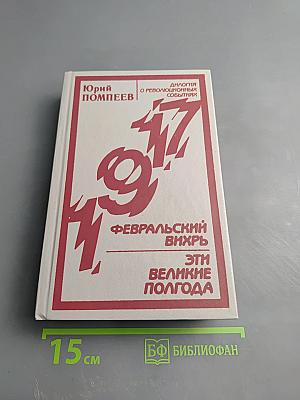 Юрий
ПОМПЕЕВ
ДИЛОГИЯ
О РЕВОЛЮЦИОННЫХ
СОБЫТИЯХ
1917
ФЕВРАЛЬСКИЙ
ВИХРЬ
ЭТИ
ВЕЛИКИЕ
ПОЛГОДА
15 см
БФ БИБЛИОФАН